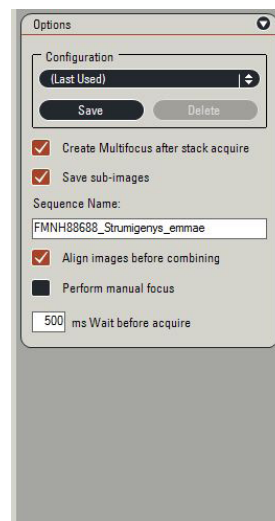 Options
Configuration
(Last Used)
Save Delete
Create Multifocus after stack acquire
Save sub-images
Sequence Name:
FMNH88688_Strumigenys_emmae
Align images before combining
Perform manual focus
500 ms Wait before acquire